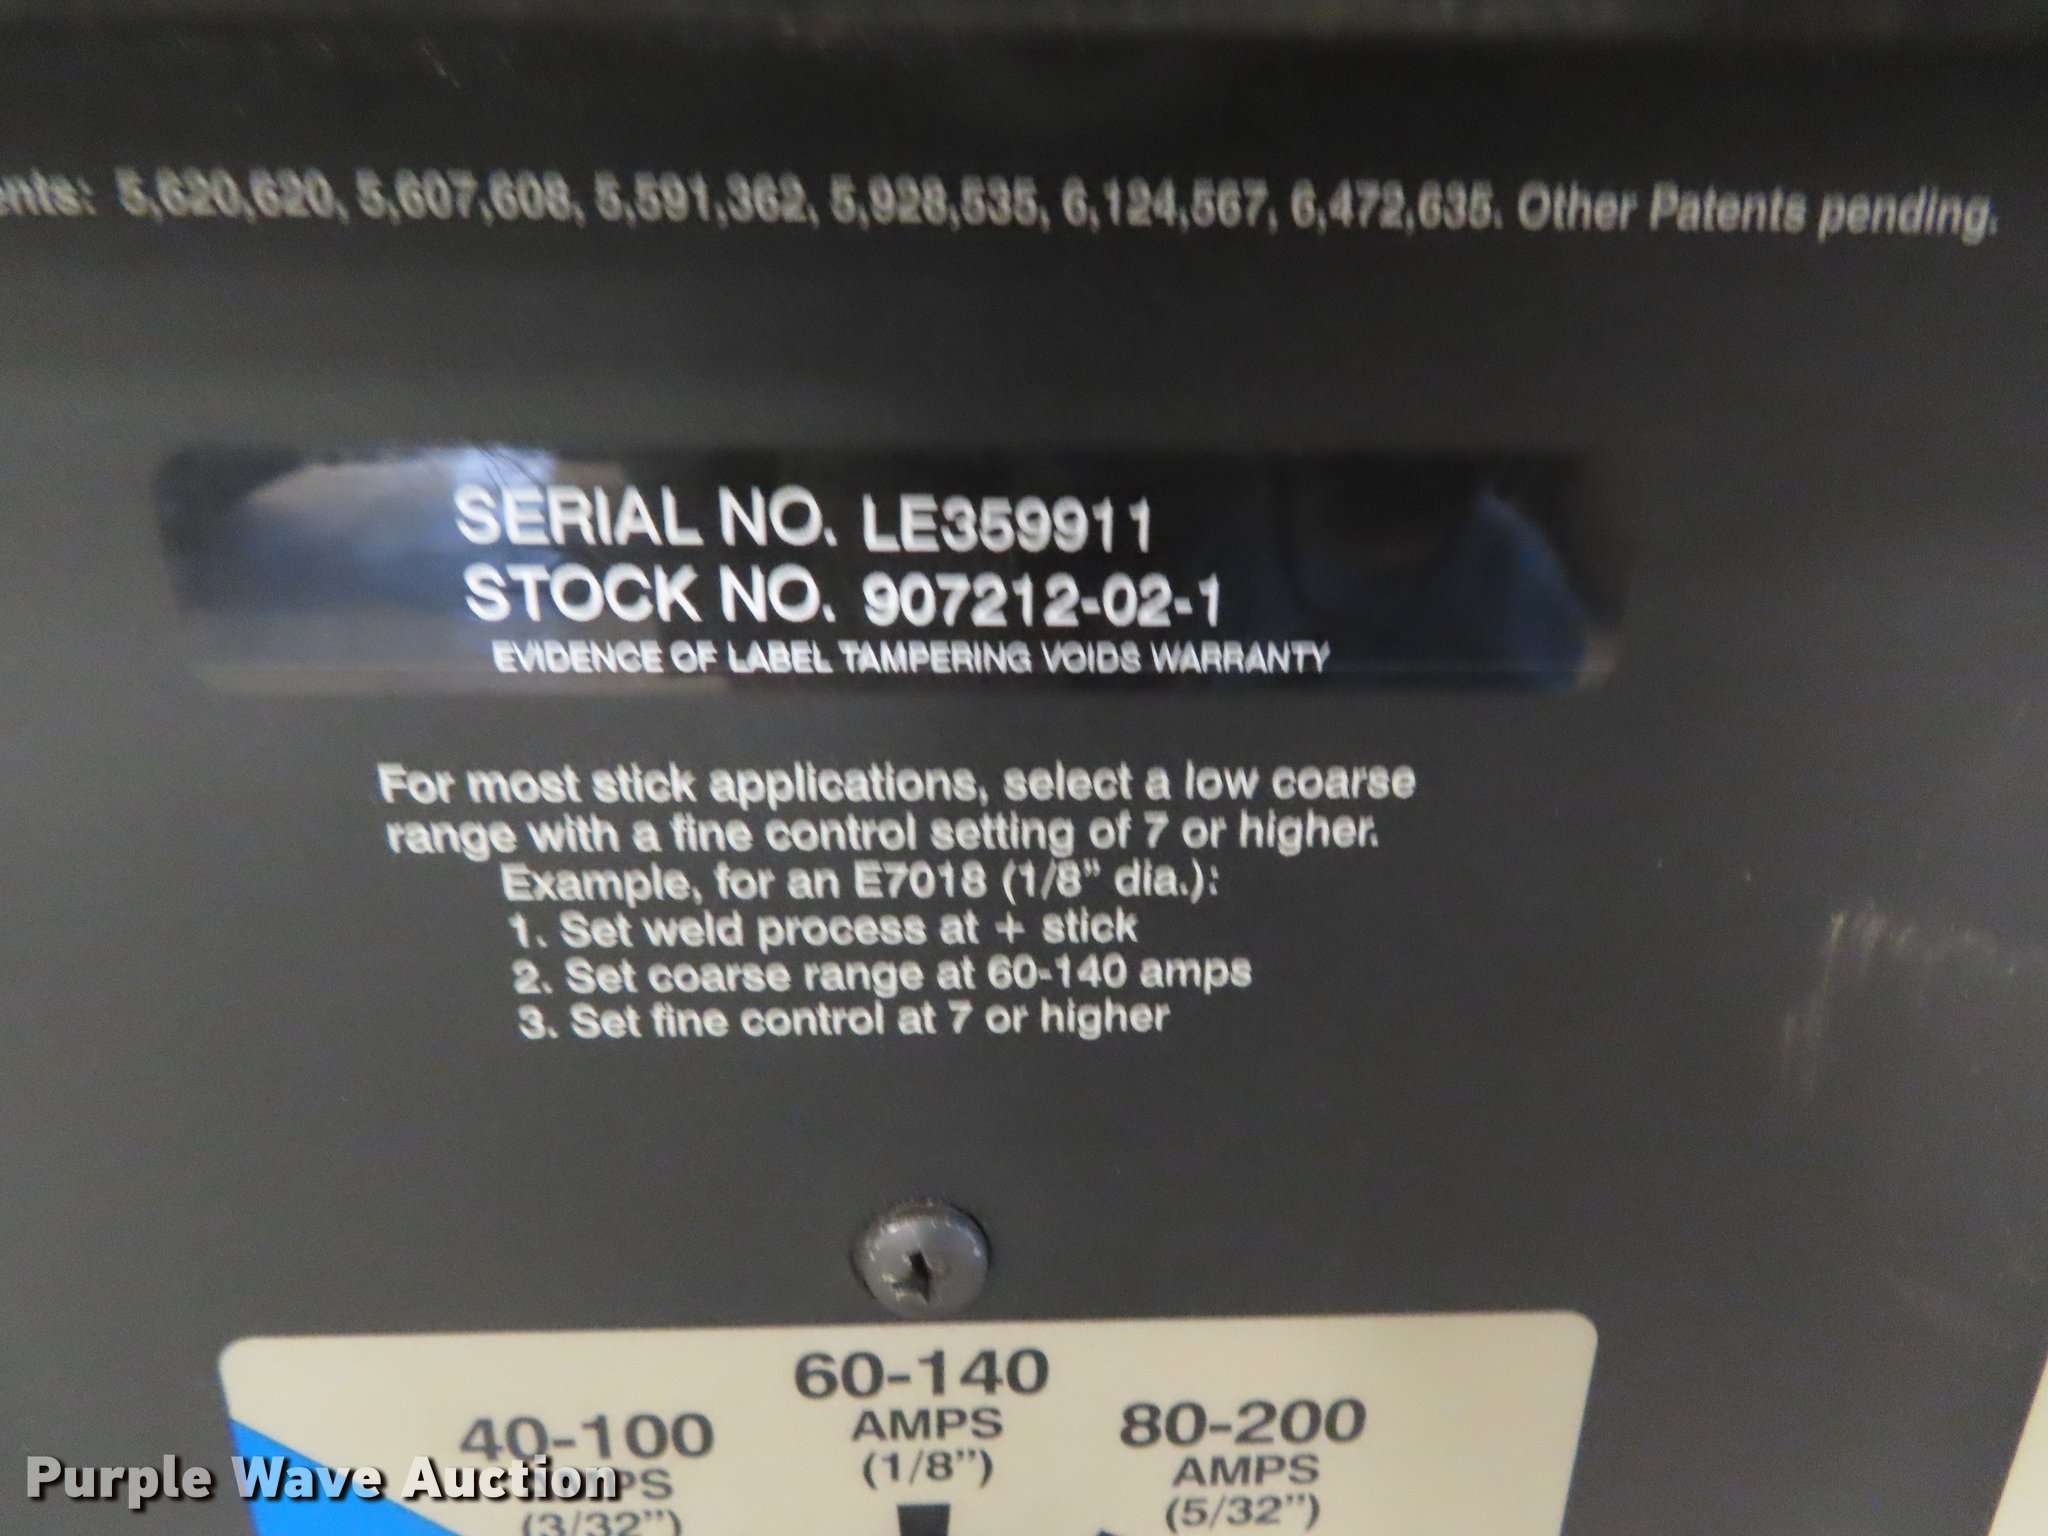 ents: 5,620,620, 5,607,608, 5,591,362, 5,928,535, 6,124,567, 6,472,635. Other Patents pending.
SERIAL NO. LE359911
STOCK NO. 907212-02-1
EVIDENCE OF LABEL TAMPERING VOIDS WARRANTY
For most stick applications, select a low coarse
range with a fine control setting of 7 or higher.
Example, for an E7018 (1/8” dia.):
1. Set weld process at + stick
2. Set coarse range at 60-140 amps
3. Set fine control at 7 or higher
60-140
AMPS
(1/8”)
40-100
AMPS
(3/32”)
80-200
AMPS
(5/32”)
Purple Wave Auction